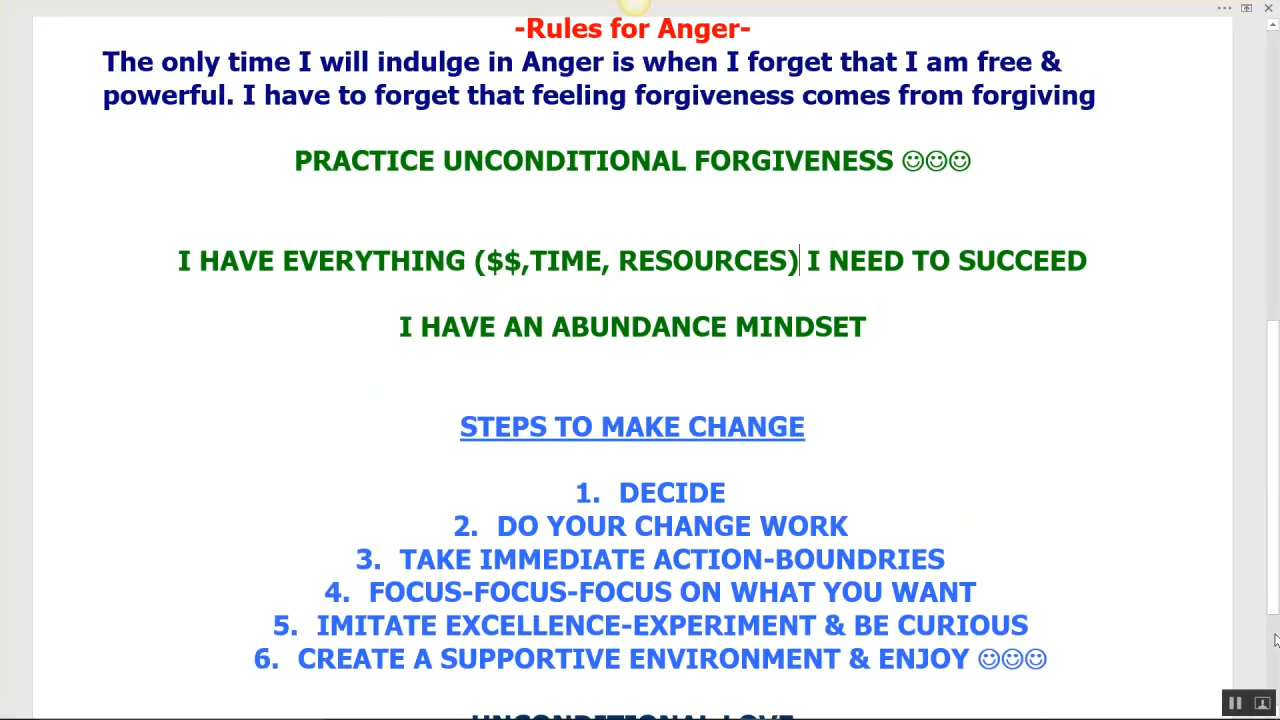 -Rules for Anger-
The only time I will indulge in Anger is when I forget that I am free &
powerful. I have to forget that feeling forgiveness comes from forgiving
PRACTICE UNCONDITIONAL FORGIVENESS ☺☺☺
I HAVE EVERYTHING ($$,TIME, RESOURCES) I NEED TO SUCCEED
I HAVE AN ABUNDANCE MINDSET
STEPS TO MAKE CHANGE
1. DECIDE
2. DO YOUR CHANGE WORK
3. TAKE IMMEDIATE ACTION-BOUNDRIES
4. FOCUS-FOCUS-FOCUS ON WHAT YOU WANT
5. IMITATE EXCELLENCE-EXPERIMENT & BE CURIOUS
6. CREATE A SUPPORTIVE ENVIRONMENT & ENJOY ☺☺☺
UNCONDITIONAL LOVE